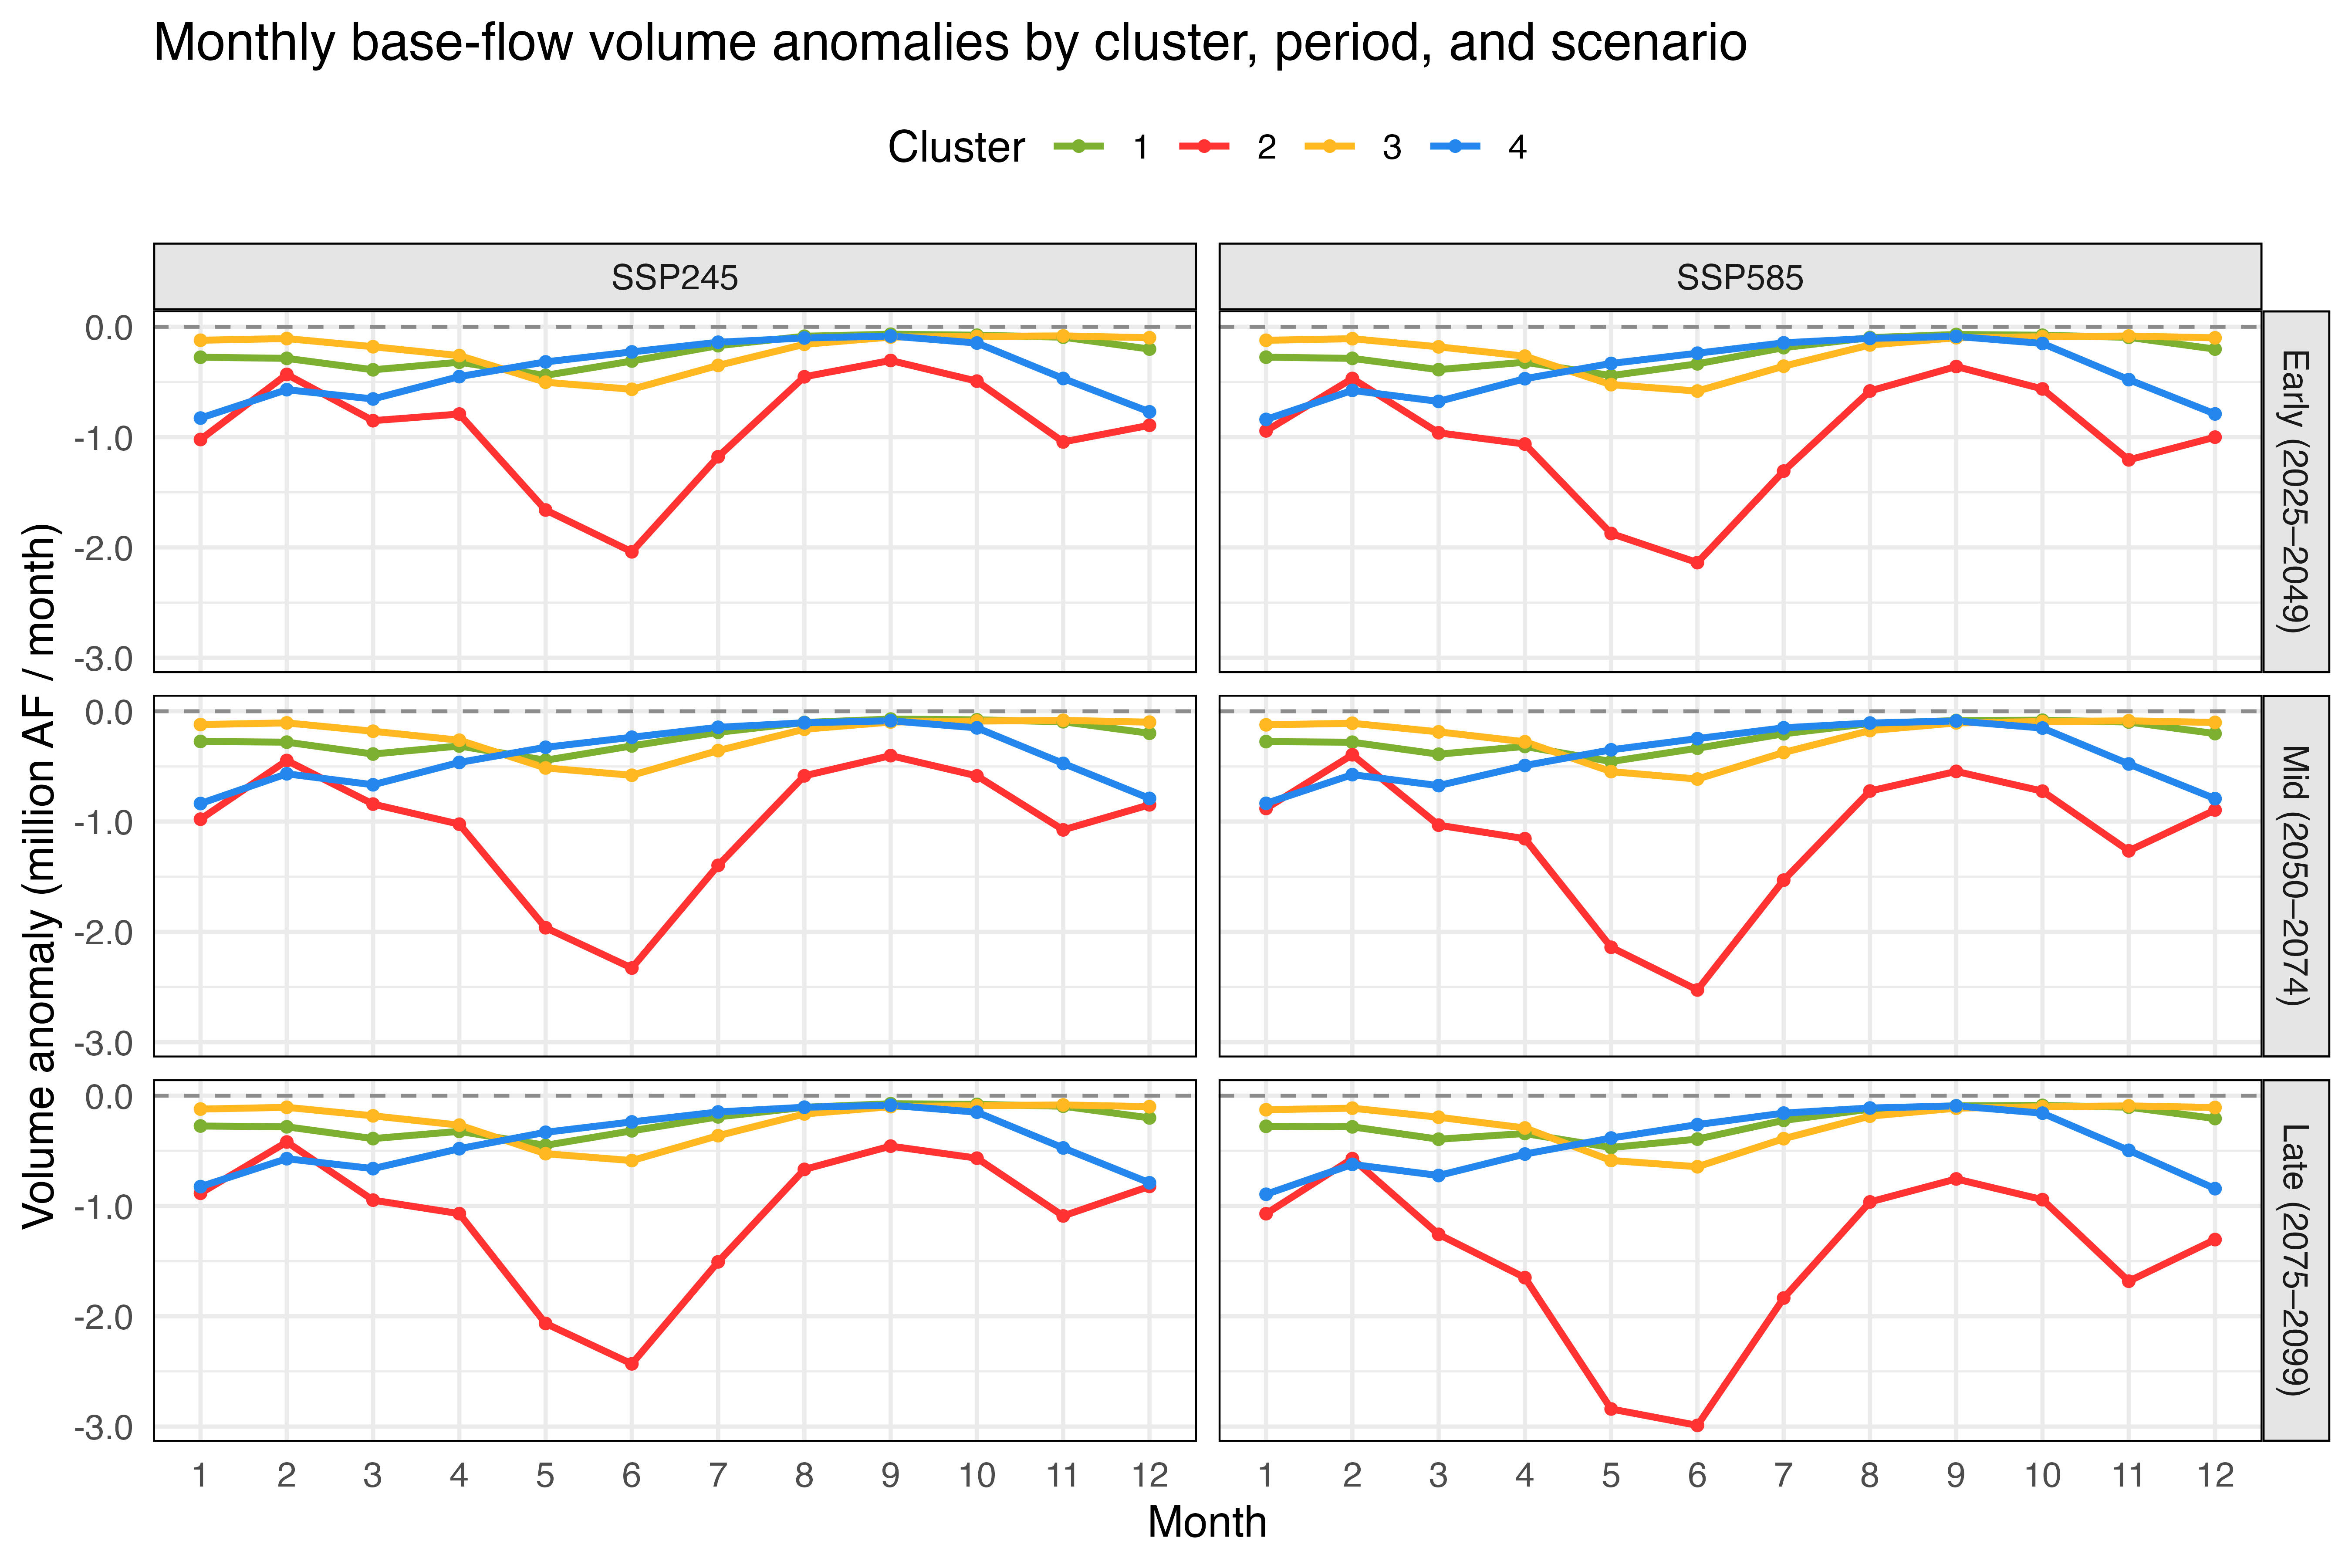 Monthly base-flow volume anomalies by cluster, period, and scenario
Cluster 1 2 3 4
SSP245 SSP585
Volume anomaly (million AF / month)
0.0
-1.0
-2.0
-3.0
Early (2025–2049)
0.0
-1.0
-2.0
-3.0
Mid (2050–2074)
0.0
-1.0
-2.0
-3.0
Late (2075–2099)
1 2 3 4 5 6 7 8 9 10 11 12 1 2 3 4 5 6 7 8 9 10 11 12
Month